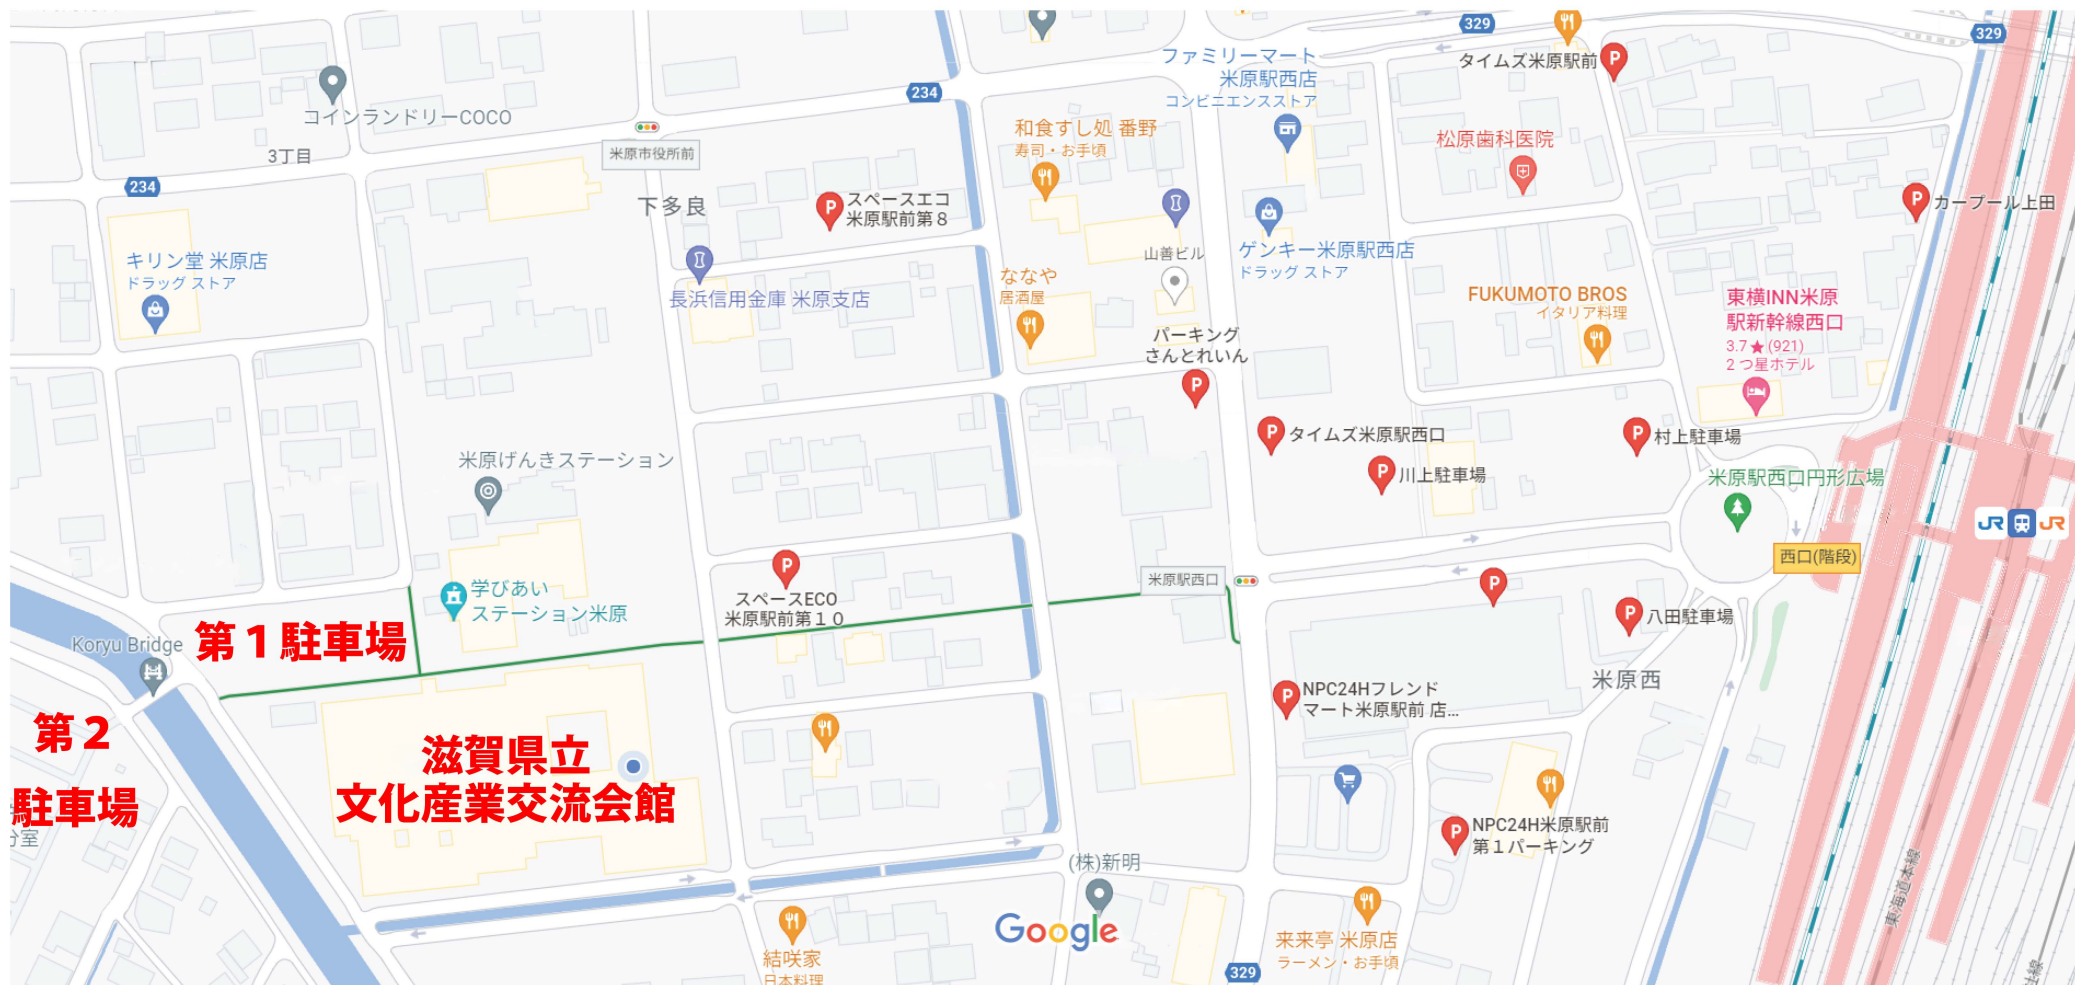 329
329
タイムズ米原駅前
ファミリーマート
米原駅西店
コンビニエンスストア
コインランドリーCOCO
234
和食すし処 番野
寿司・お手頃
3丁目
米原市役所前
松原歯科医院
234
下多良
スペースエコ
米原駅前第８
カープール上田
キリン堂 米原店
ドラッグ ストア
長浜信用金庫 米原支店
ななや
居酒屋
山善ビル
ゲンキー米原駅西店
ドラッグ ストア
FUKUMOTO BROS
イタリア料理
東横INN米原
駅新幹線西口
3.7★(921)
2 つ星ホテル
パーキング
さんとれいん
P
タイムズ米原駅西口
村上駐車場
米原げんきステーション
川上駐車場
米原駅西口円形広場
JR JR
西口(階段)
米原駅西口
学びあい
ステーション米原
スペースECO
米原駅前第１０
八田駐車場
Koryu Bridge
第１駐車場
米原西
NPC24Hフレンド
マート米原駅前 店...
第２
駐車場
滋賀県立
文化産業交流会館
分室
NPC24H米原駅前
第１パーキング
(株)新明
東海道本線
Google
来来亭 米原店
ラーメン・お手頃
結咲家
日本料理
329